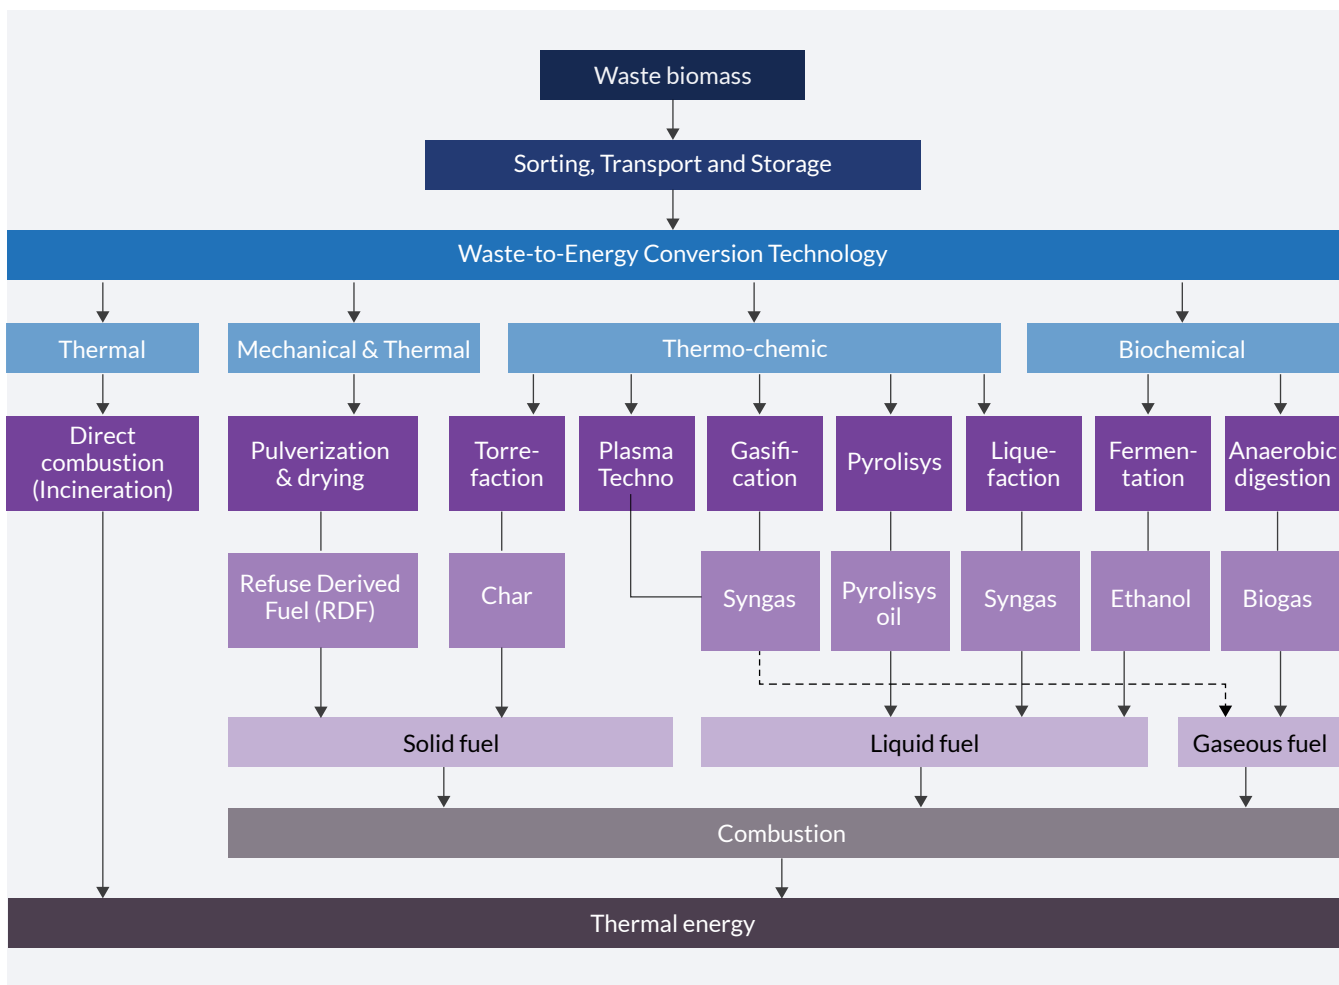 Waste biomass
Sorting, Transport and Storage
Waste-to-Energy Conversion Technology
Thermal
Mechanical & Thermal
Thermo-chemic
Biochemical
Direct
combustion
(Incineration)
Pulverization
& drying
Torre-
faction
Plasma
Techno
Gasifi-
cation
Pyrolisys
Lique-
faction
Fermen-
tation
Anaerobic
digestion
Refuse Derived
Fuel (RDF)
Char
Syngas
Pyrolisys
oil
Syngas
Ethanol
Biogas
Solid fuel
Liquid fuel
Gaseous fuel
Combustion
Thermal energy